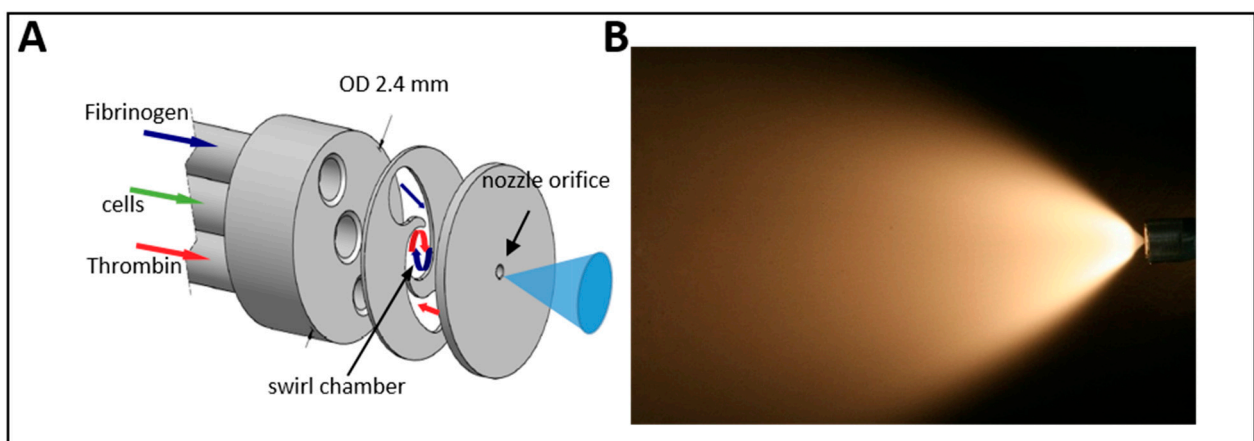 A
B
OD 2.4 mm
Fibrinogen
nozzle orifice
cells
Thrombin
swirl chamber